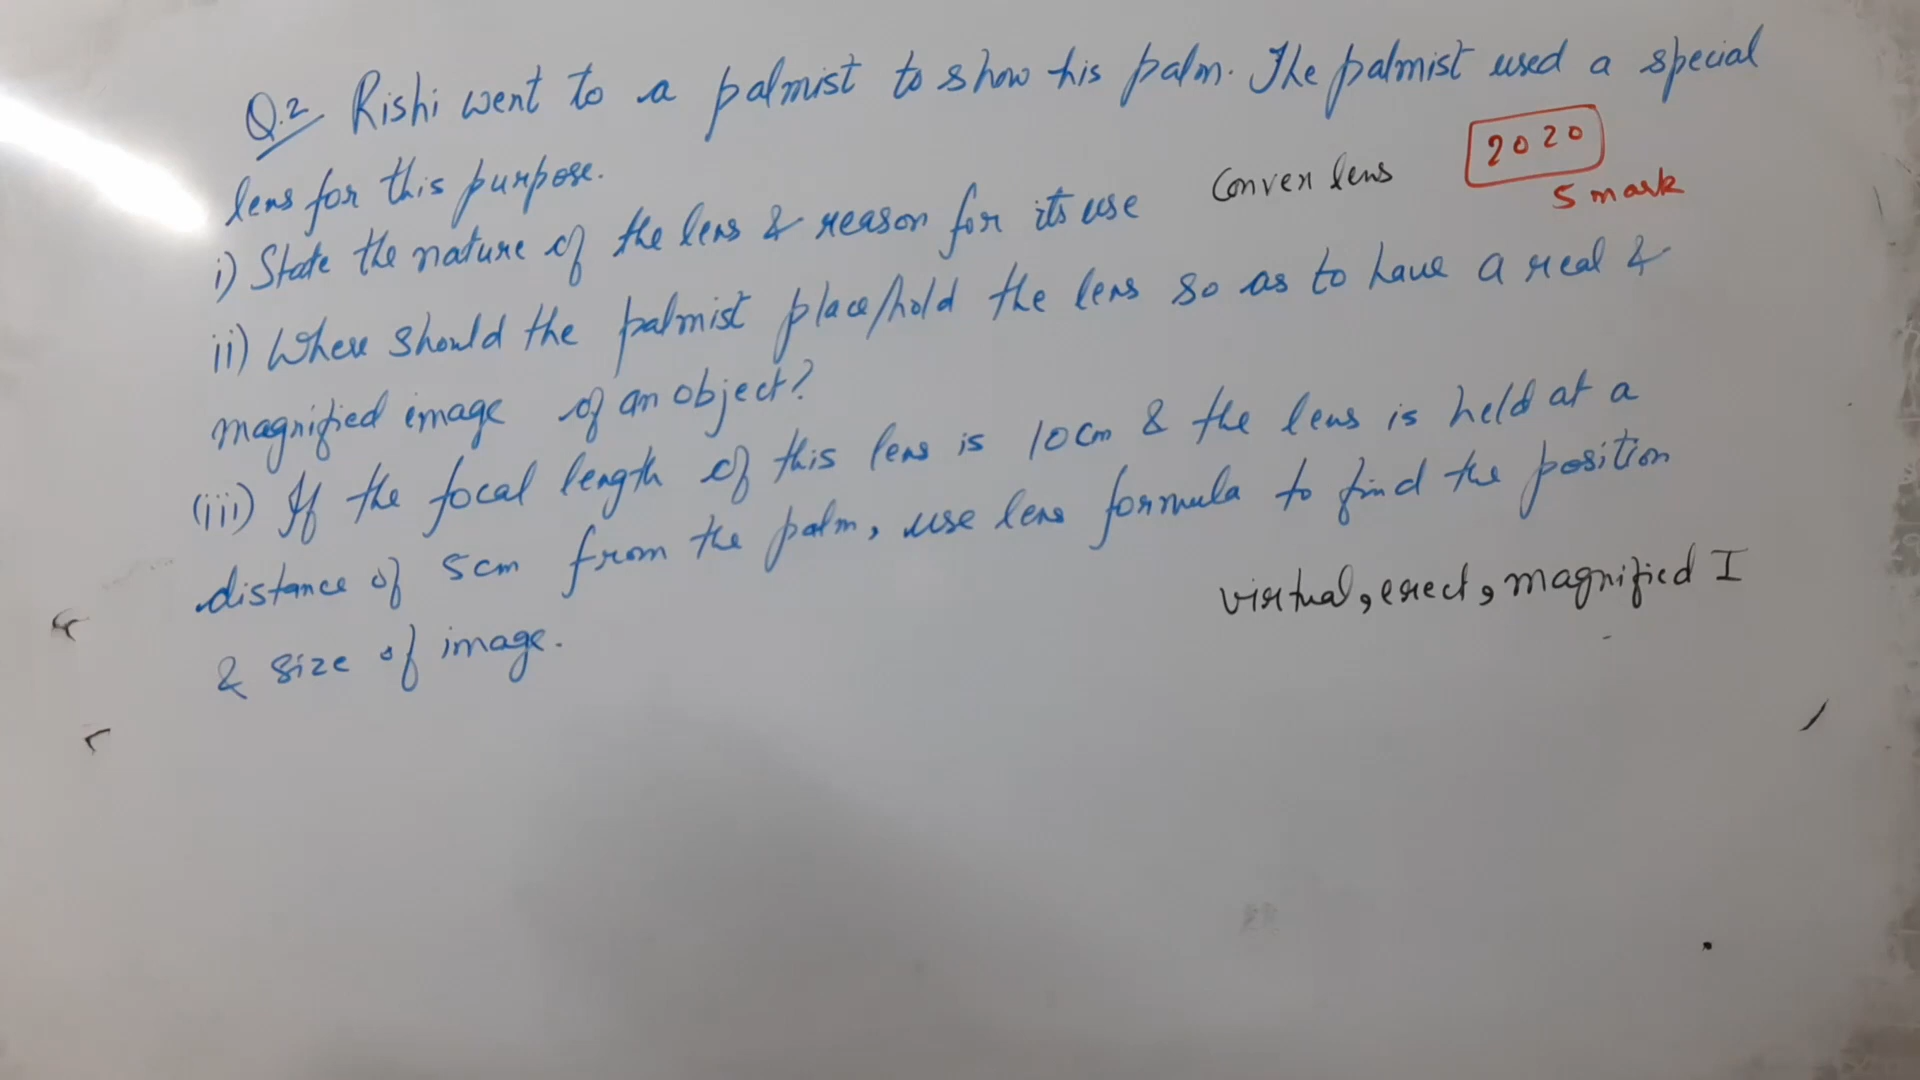 Q.2 Rishi went to a palmist to show his palm. The palmist used a special
2020
lens for this purpose.
Convex lens
5 mark
i) State the nature of the lens & reason for its use
ii) Where should the palmist place/hold the lens so as to have a real &
magnified image of an object?
(iii) If the focal length of this lens is 10cm & the lens is held at a
distance of 5cm from the palm, use lens formula to find the position
virtual, erect, magnified I
& size of image.